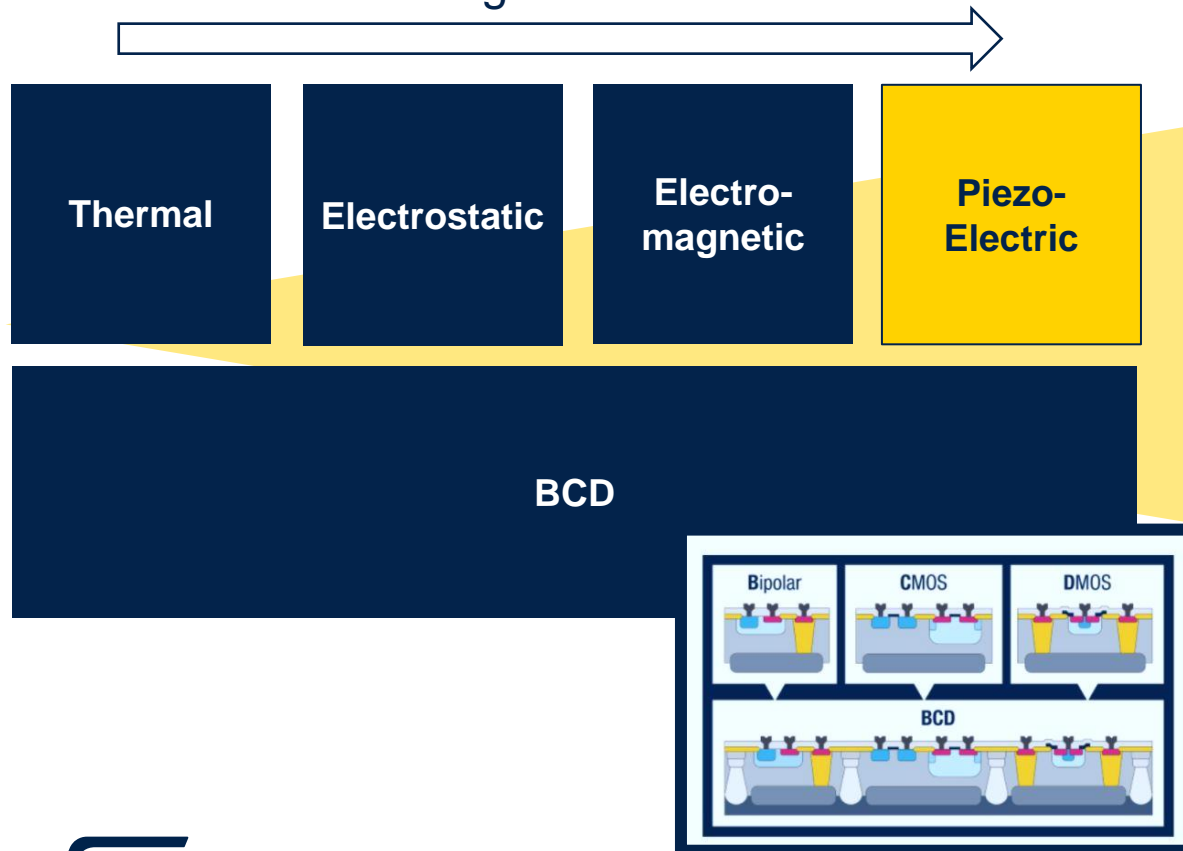 Thermal
Electrostatic
Electro-
magnetic
Piezo-
Electric
BCD
Bipolar
CMOS
DMOS
BCD